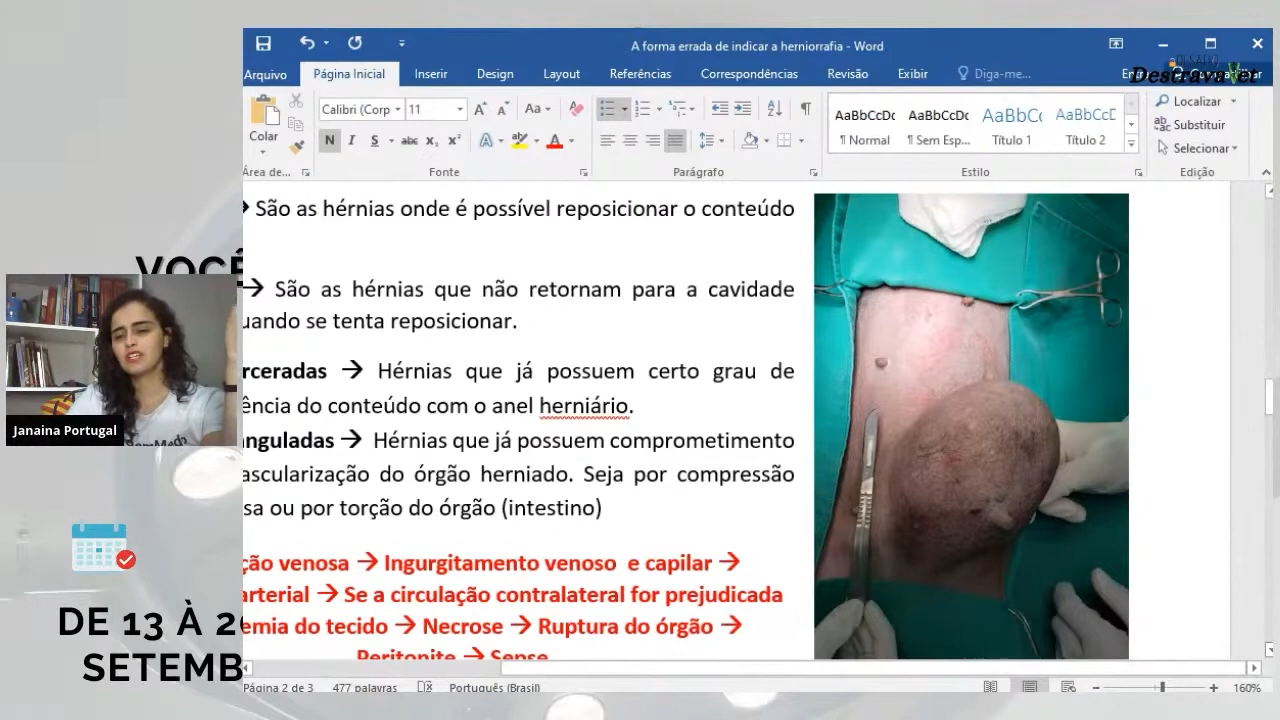 A forma errada de indicar a herniorrafia - Word
Arquivo Página Inicial Inserir Design Layout Referências Correspondências Revisão Exibir Diga-me...
DestravaVet
Calibri (Corp 11 Aa
Colar
N I S abc x₂ x² A
AaBbCcDc AaBbCcDc AaBbCc AaBbCcD
¶ Normal ¶ Sem Esp... Título 1 Título 2
Localizar
Substituir
Selecionar
Área de... Fonte Parágrafo Estilo Edição
→ São as hérnias onde é possível reposicionar o conteúdo
→ São as hérnias que não retornam para a cavidade
uando se tenta reposicionar.
rceradas → Hérnias que já possuem certo grau de
ência do conteúdo com o anel herniário.
anguladas → Hérnias que já possuem comprometimento
ascularização do órgão herniado. Seja por compressão
sa ou por torção do órgão (intestino)
ção venosa → Ingurgitamento venoso e capilar →
arterial → Se a circulação contralateral for prejudicada
emia do tecido → Necrose → Ruptura do órgão →
Peritonite → Sepse
Página 2 de 3 477 palavras Português (Brasil) 160%
VOCÊ
Janaina Portugal
DE 13 À 2
SETEMB